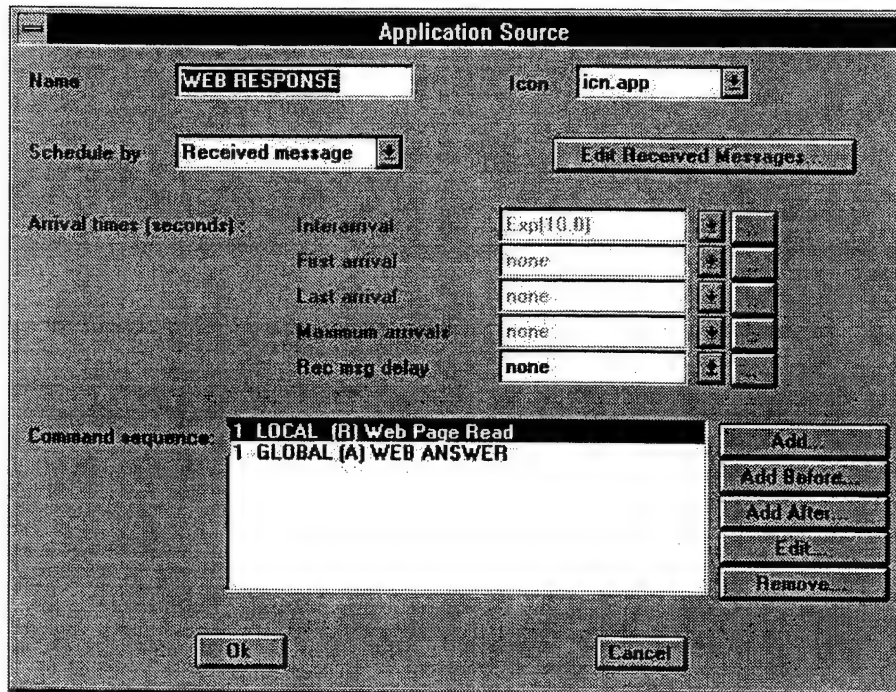 Application Source
Name WEB RESPONSE Icon icn.app
Schedule by Received message Edit Received Messages...
Arrival times (seconds) : Interarrival Exp(10.0) ...
First arrival none ...
Last arrival none ...
Maximum arrivals none ...
Rec msg delay none ...
Command sequence: 1 LOCAL (R) Web Page Read Add...
1 GLOBAL (A) WEB ANSWER Add Before...
Add After...
Edit...
Remove...
Ok Cancel